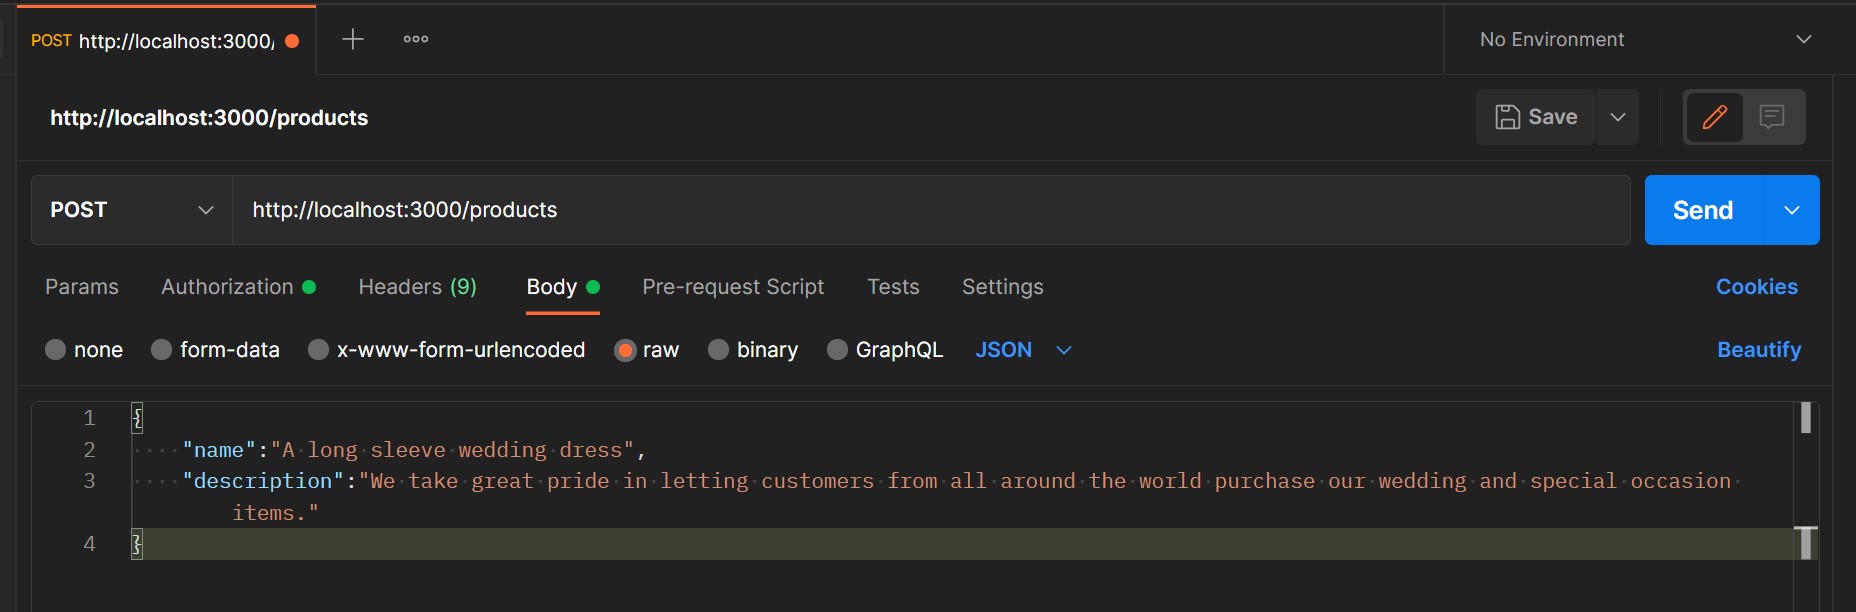 POST http://localhost:3000/
No Environment
http://localhost:3000/products
Save
POST http://localhost:3000/products Send
Params Authorization Headers (9) Body Pre-request Script Tests Settings Cookies
none form-data x-www-form-urlencoded raw binary GraphQL JSON Beautify
1 {
2 "name":"A long sleeve wedding dress",
3 "description":"We take great pride in letting customers from all around the world purchase our wedding and special occasion
items."
4 }